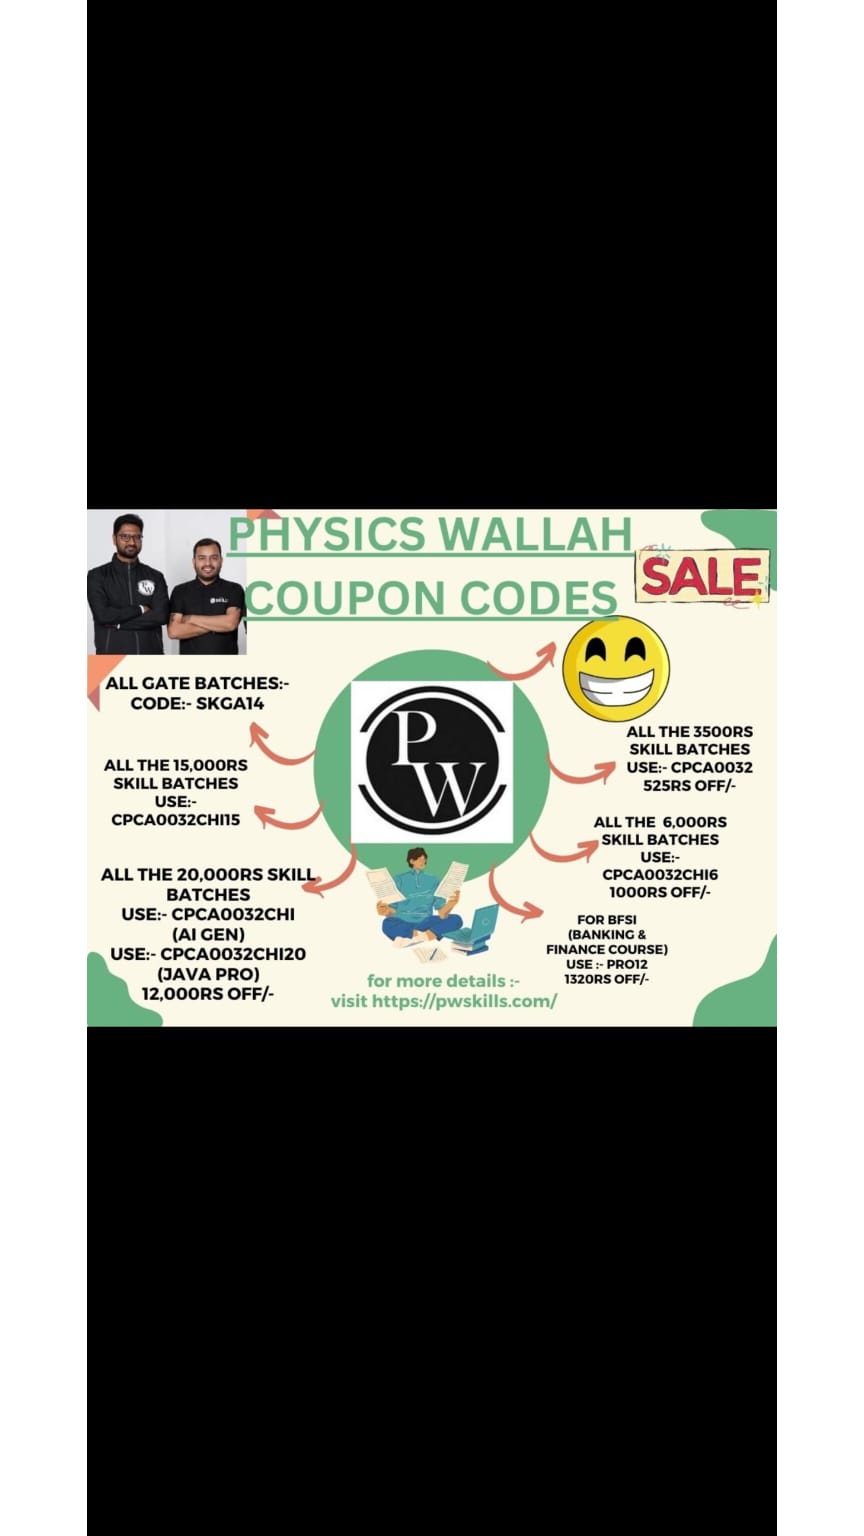 PHYSICS WALLAH
COUPON CODES
SALE
PW
ALL GATE BATCHES:-
CODE:- SKGA14
ALL THE 15,000RS
SKILL BATCHES
USE:-
CPCA0032CHI15
ALL THE 20,000RS SKILL
BATCHES
USE:- CPCA0032CHI
(AI GEN)
USE:- CPCA0032CHI20
(JAVA PRO)
12,000RS OFF/-
PW
ALL THE 3500RS
SKILL BATCHES
USE:- CPCA0032
525RS OFF/-
ALL THE 6,000RS
SKILL BATCHES
USE:-
CPCA0032CHI6
1000RS OFF/-
FOR BFSI
(BANKING &
FINANCE COURSE)
USE :- PRO12
1320RS OFF/-
for more details :-
visit https://pwskills.com/